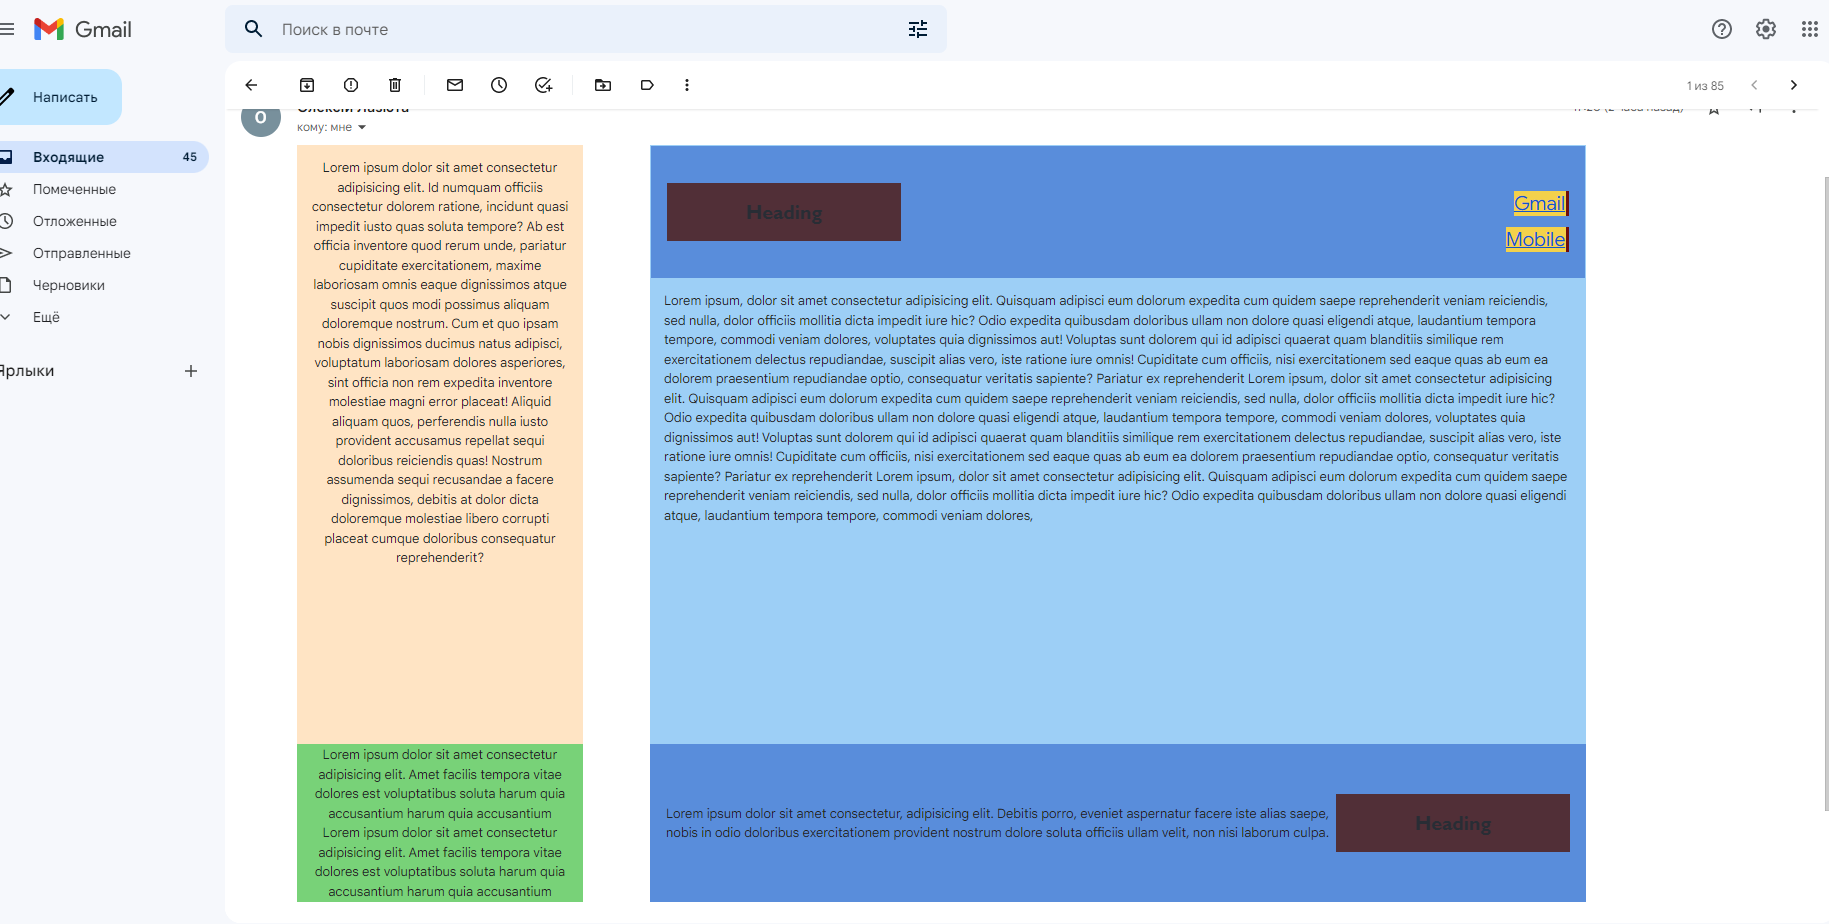 Gmail
Поиск в почте
Написать
Входящие 45
Помеченные
Отложенные
Отправленные
Черновики
Ещё
Ярлыки
1 из 85
кому: мне
Lorem ipsum dolor sit amet consectetur
adipisicing elit. Id numquam officiis
consectetur dolorem ratione, incidunt quasi
impedit iusto quas soluta tempore? Ab est
officia inventore quod rerum unde, pariatur
cupiditate exercitationem, maxime
laboriosam omnis eaque dignissimos atque
suscipit quos modi possimus aliquam
doloremque nostrum. Cum et quo ipsam
nobis dignissimos ducimus natus adipisci,
voluptatum laboriosam dolores asperiores,
sint officia non rem expedita inventore
molestiae magni error placeat! Aliquid
aliquam quos, perferendis nulla iusto
provident accusamus repellat sequi
doloribus reiciendis quas! Nostrum
assumenda sequi recusandae a facere
dignissimos, debitis at dolor dicta
doloremque molestiae libero corrupti
placeat cumque doloribus consequatur
reprehenderit?
Lorem ipsum dolor sit amet consectetur
adipisicing elit. Amet facilis tempora vitae
dolores est voluptatibus soluta harum quia
accusantium harum quia accusantium
Lorem ipsum dolor sit amet consectetur
adipisicing elit. Amet facilis tempora vitae
dolores est voluptatibus soluta harum quia
accusantium harum quia accusantium
Heading
Gmail
Mobile
Lorem ipsum, dolor sit amet consectetur adipisicing elit. Quisquam adipisci eum dolorum expedita cum quidem saepe reprehenderit veniam reiciendis,
sed nulla, dolor officiis mollitia dicta impedit iure hic? Odio expedita quibusdam doloribus ullam non dolore quasi eligendi atque, laudantium tempora
tempore, commodi veniam dolores, voluptates quia dignissimos aut! Voluptas sunt dolorem qui id adipisci quaerat quam blanditiis similique rem
exercitationem delectus repudiandae, suscipit alias vero, iste ratione iure omnis! Cupiditate cum officiis, nisi exercitationem sed eaque quas ab eum ea
dolorem praesentium repudiandae optio, consequatur veritatis sapiente? Pariatur ex reprehenderit Lorem ipsum, dolor sit amet consectetur adipisicing
elit. Quisquam adipisci eum dolorum expedita cum quidem saepe reprehenderit veniam reiciendis, sed nulla, dolor officiis mollitia dicta impedit iure hic?
Odio expedita quibusdam doloribus ullam non dolore quasi eligendi atque, laudantium tempora tempore, commodi veniam dolores, voluptates quia
dignissimos aut! Voluptas sunt dolorem qui id adipisci quaerat quam blanditiis similique rem exercitationem delectus repudiandae, suscipit alias vero, iste
ratione iure omnis! Cupiditate cum officiis, nisi exercitationem sed eaque quas ab eum ea dolorem praesentium repudiandae optio, consequatur veritatis
sapiente? Pariatur ex reprehenderit Lorem ipsum, dolor sit amet consectetur adipisicing elit. Quisquam adipisci eum dolorum expedita cum quidem saepe
reprehenderit veniam reiciendis, sed nulla, dolor officiis mollitia dicta impedit iure hic? Odio expedita quibusdam doloribus ullam non dolore quasi eligendi
atque, laudantium tempora tempore, commodi veniam dolores,
Lorem ipsum dolor sit amet consectetur, adipisicing elit. Debitis porro, eveniet aspernatur facere iste alias saepe,
nobis in odio doloribus exercitationem provident nostrum dolore soluta officiis ullam velit, non nisi laborum culpa.
Heading